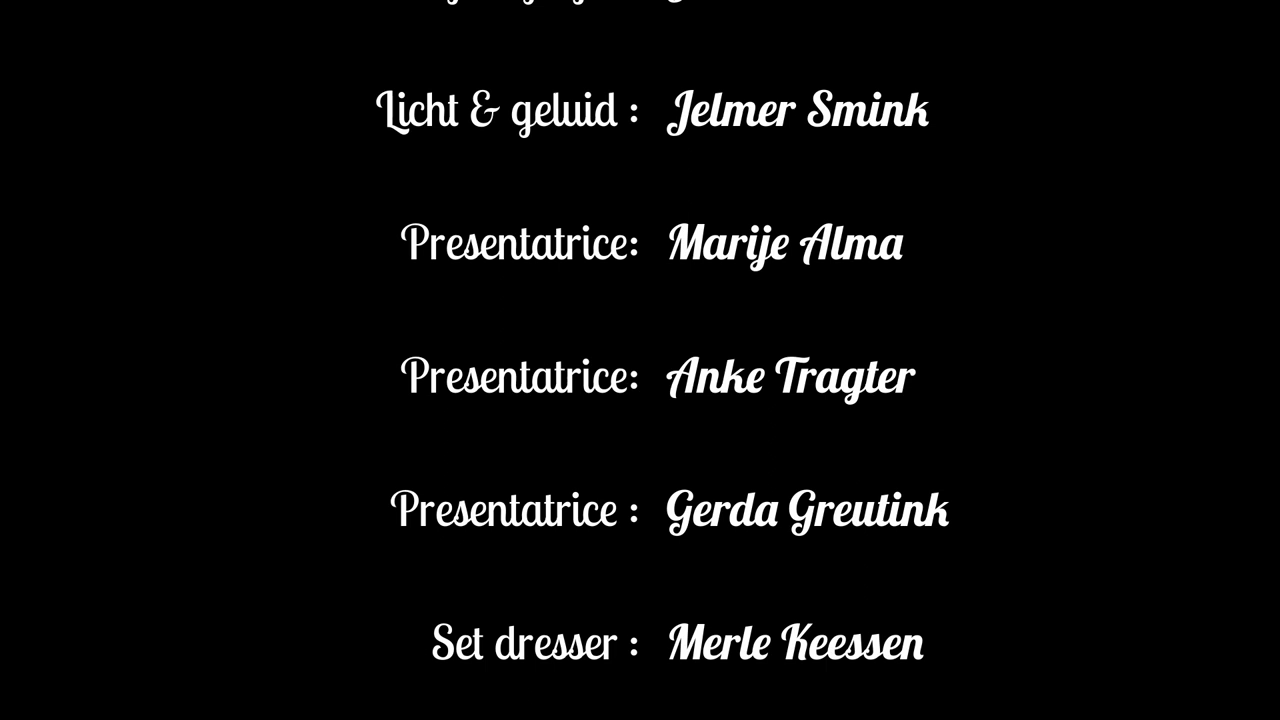 Licht & geluid : Jelmer Smink
Presentatrice: Marije Alma
Presentatrice: Anke Tragter
Presentatrice : Gerda Greutink
Set dresser : Merle Keessen